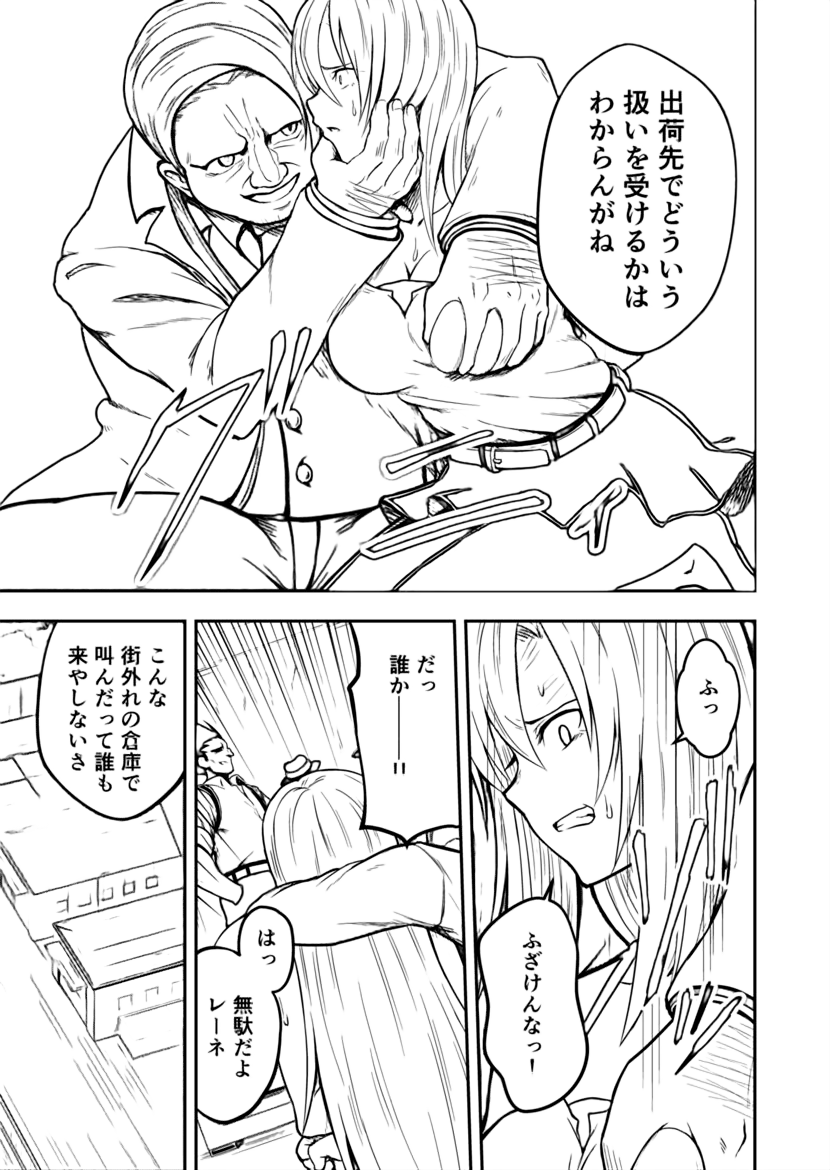 出荷先でどういう
扱いを受けるかは
わからんがね
ふっ
ふざけんなっ!
だっ
誰か――!!
はっ
無駄だよ
レーネ
こんな
街外れの倉庫で
叫んだって誰も
来やしないさ